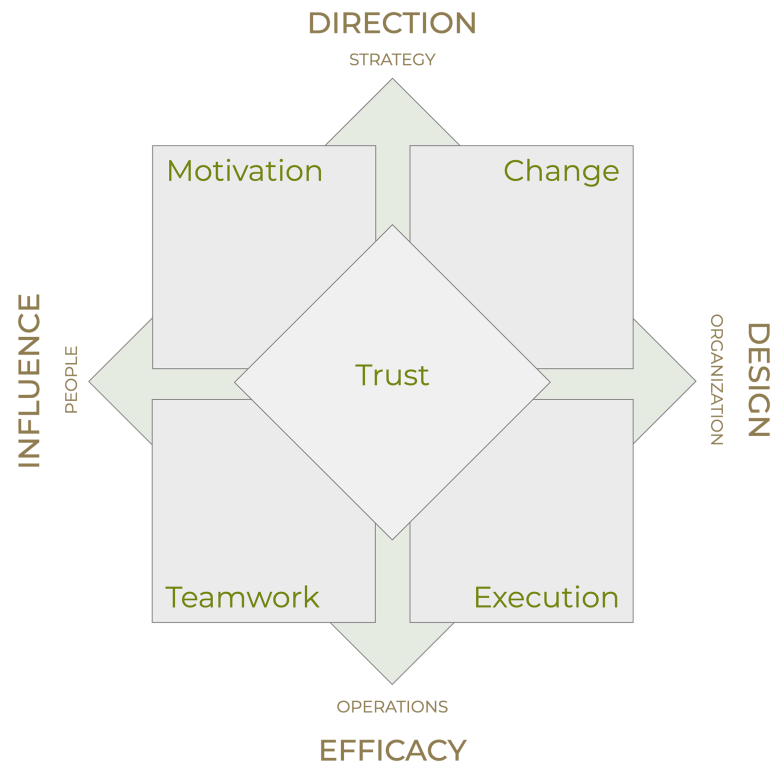 DIRECTION
STRATEGY
Motivation
Change
INFLUENCE
PEOPLE
Trust
ORGANIZATION
DESIGN
Teamwork
Execution
OPERATIONS
EFFICACY